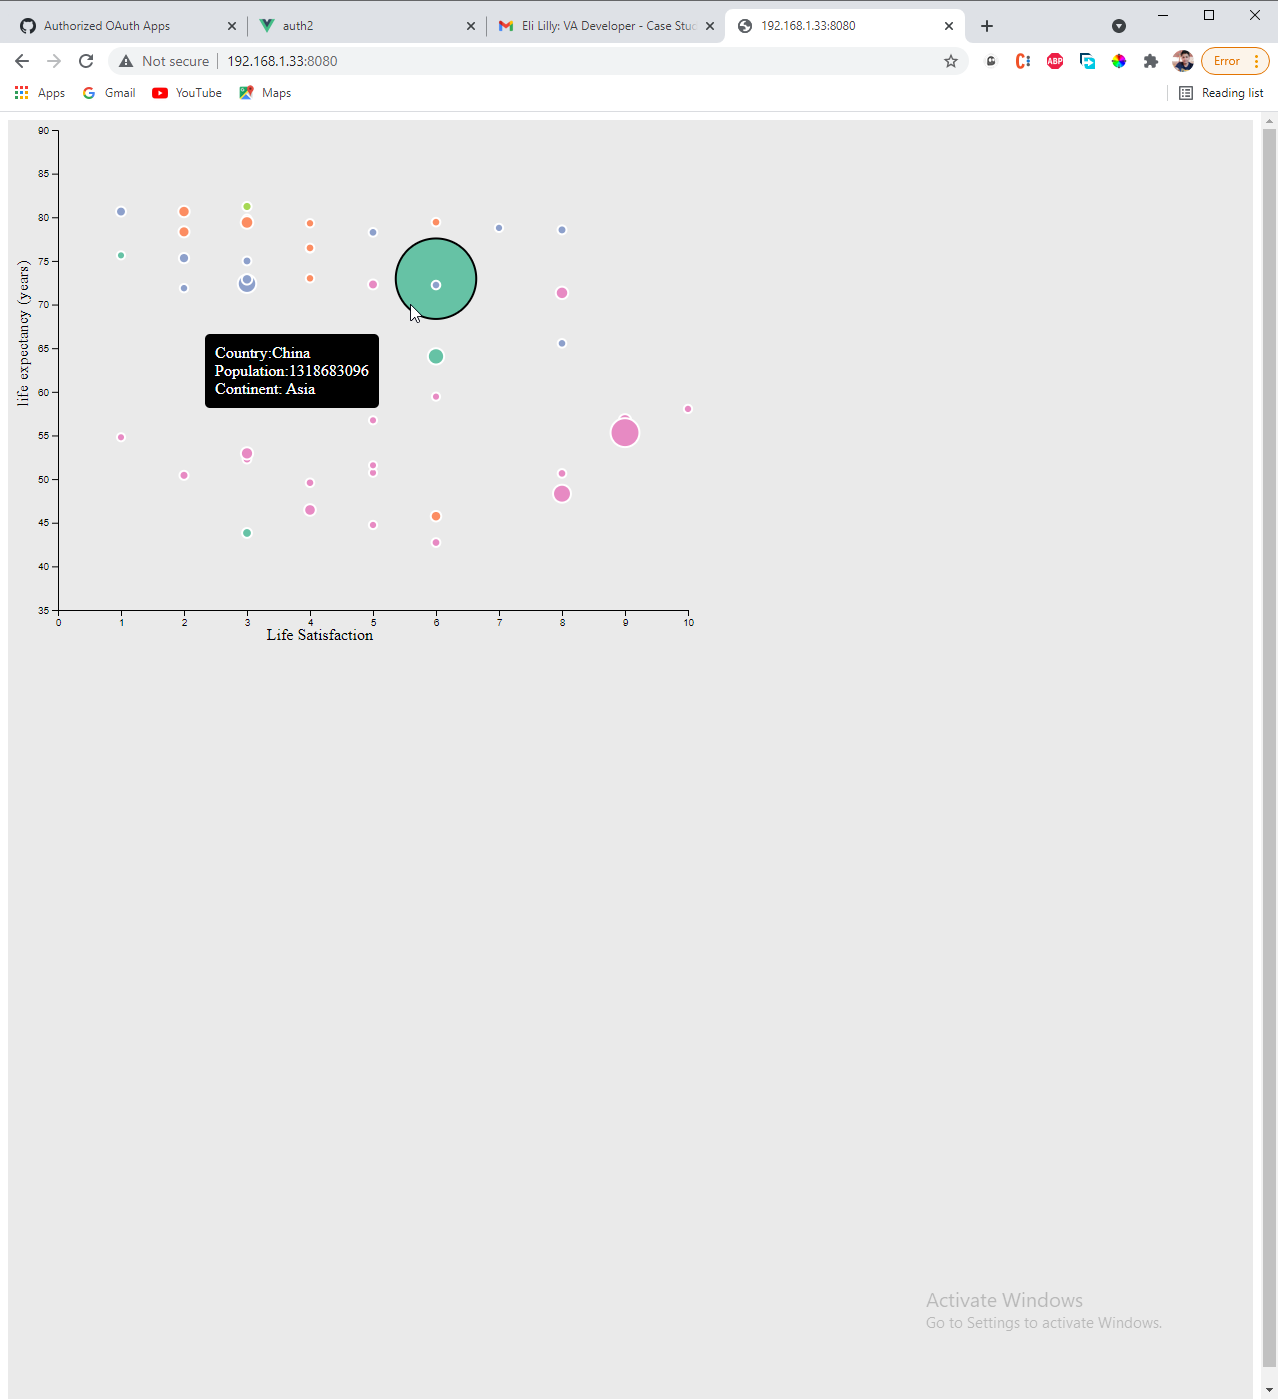 Authorized OAuth Apps
auth2
Eli Lilly: VA Developer - Case Stud
192.168.1.33:8080
Not secure
192.168.1.33:8080
ABP
Error
Apps
Gmail
YouTube
Maps
Reading list
90
85
80
75
70
65
60
55
50
45
40
35
life expectancy (years)
Country:China
Population:1318683096
Continent: Asia
0 1 2 3 4 5 6 7 8 9 10
Life Satisfaction
Activate Windows
Go to Settings to activate Windows.